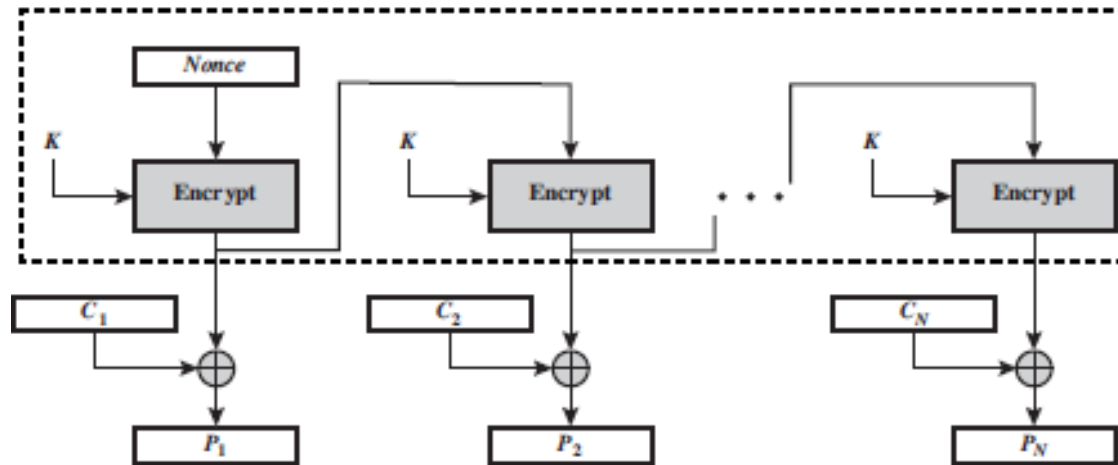 Nonce
K K K
Encrypt Encrypt Encrypt
C1 C2 CN
P1 P2 PN